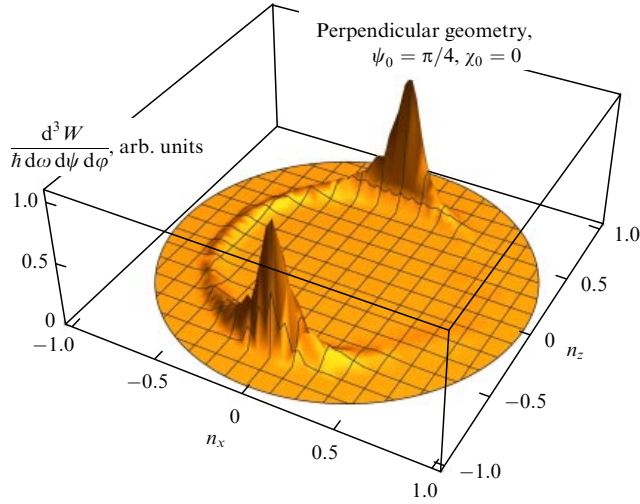 Perpendicular geometry,
ψ₀ = π/4, χ₀ = 0
d³W
ℏ dω dψ dφ
, arb. units
1.0
0.5
0
−1.0
−0.5
0
0.5
1.0
nₓ
−1.0
−0.5
0
0.5
1.0
n_z